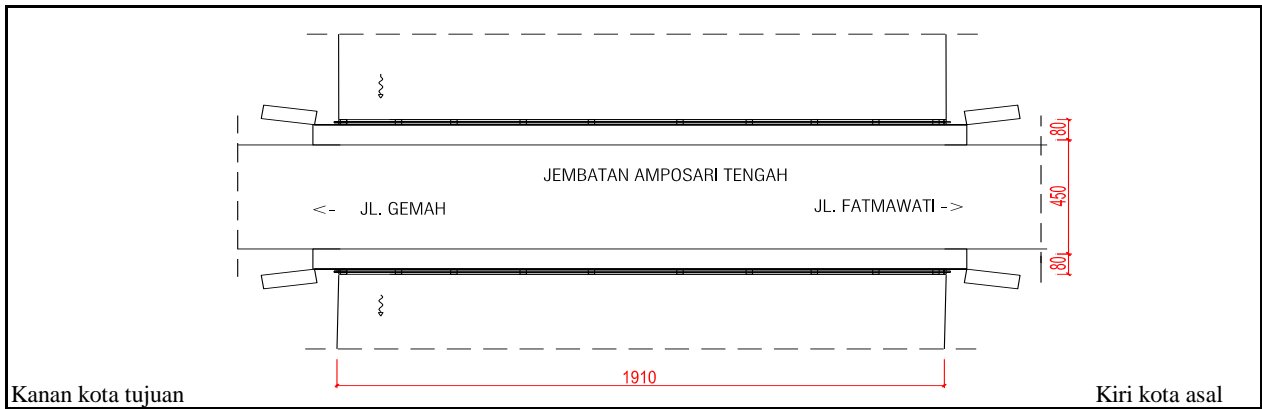 80
JEMBATAN AMPOSARI TENGAH
450
<- JL. GEMAH
JL. FATMAWATI ->
80
1910
Kanan kota tujuan
Kiri kota asal